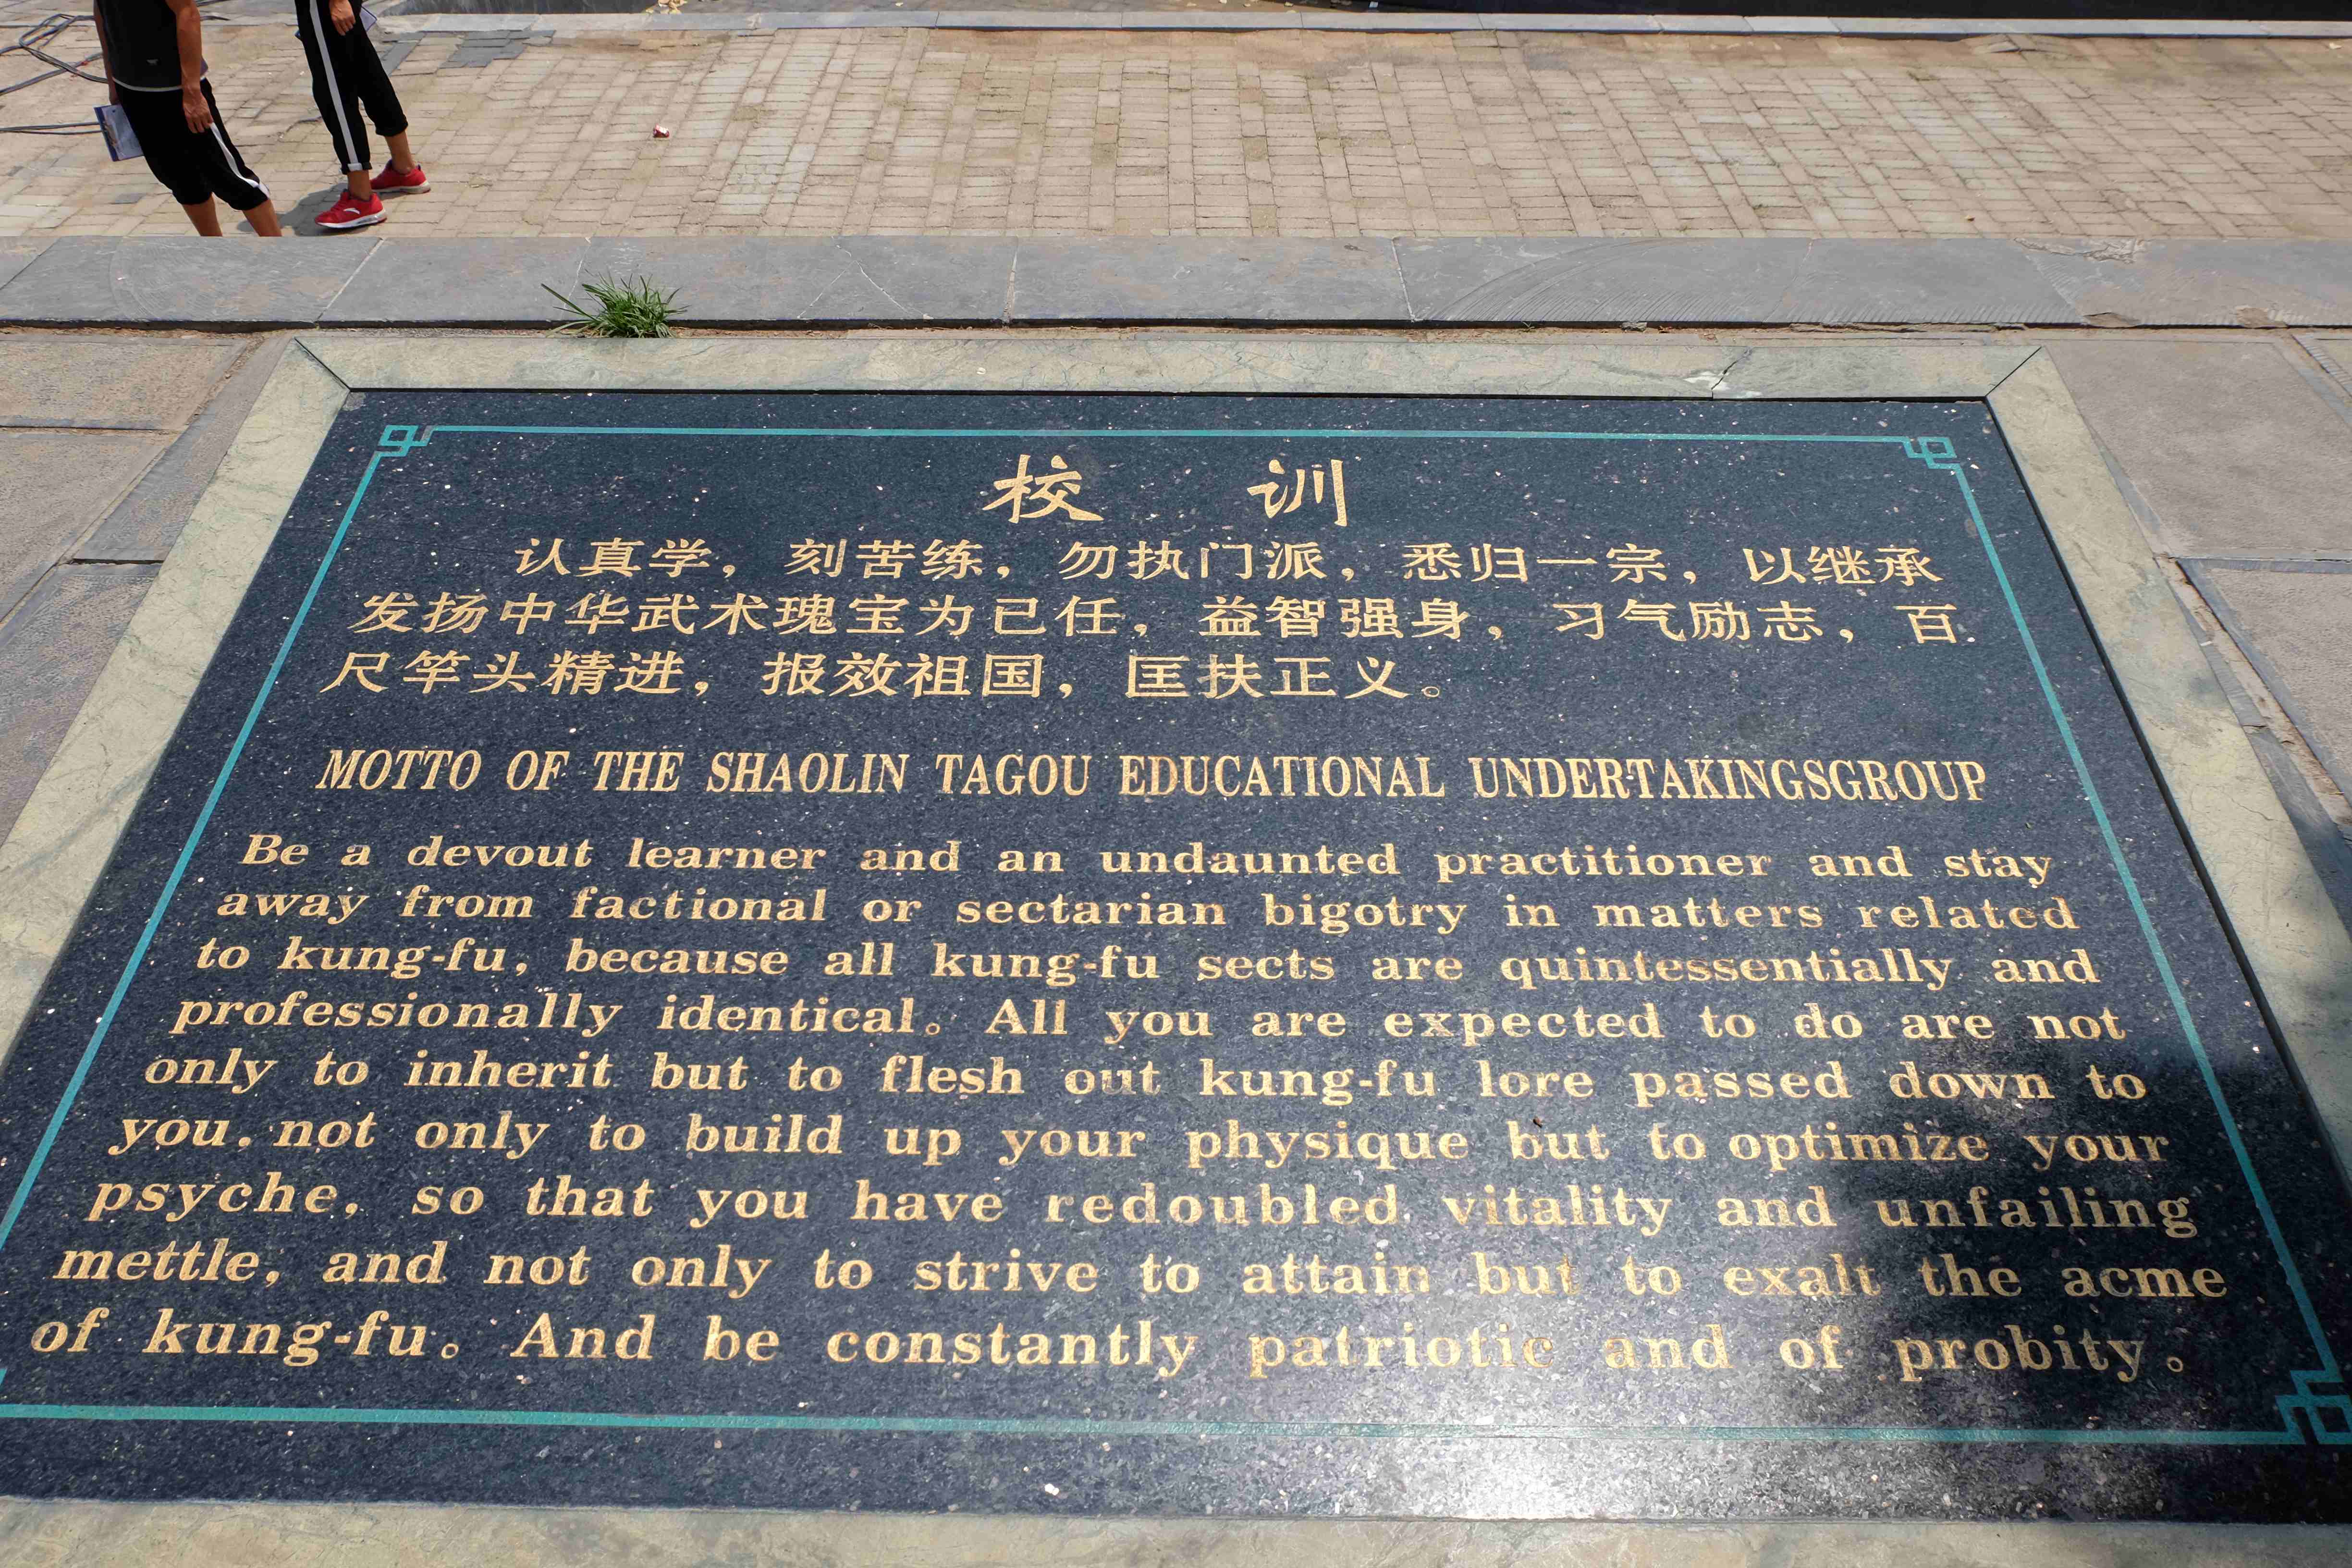 校 训
认真学，刻苦练，勿执门派，悉归一宗，以继承
发扬中华武术瑰宝为已任，益智强身，习气励志，百
尺竿头精进，报效祖国，匡扶正义。
MOTTO OF THE SHAOLIN TAGOU EDUCATIONAL UNDERTAKINGSGROUP
Be a devout learner and an undaunted practitioner and stay
away from factional or sectarian bigotry in matters related
to kung-fu, because all kung-fu sects are quintessentially and
professionally identical。 All you are expected to do are not
only to inherit but to flesh out kung-fu lore passed down to
you, not only to build up your physique but to optimize your
psyche, so that you have redoubled vitality and unfailing
mettle, and not only to strive to attain but to exalt the acme
of kung-fu。 And be constantly patriotic and of probity。